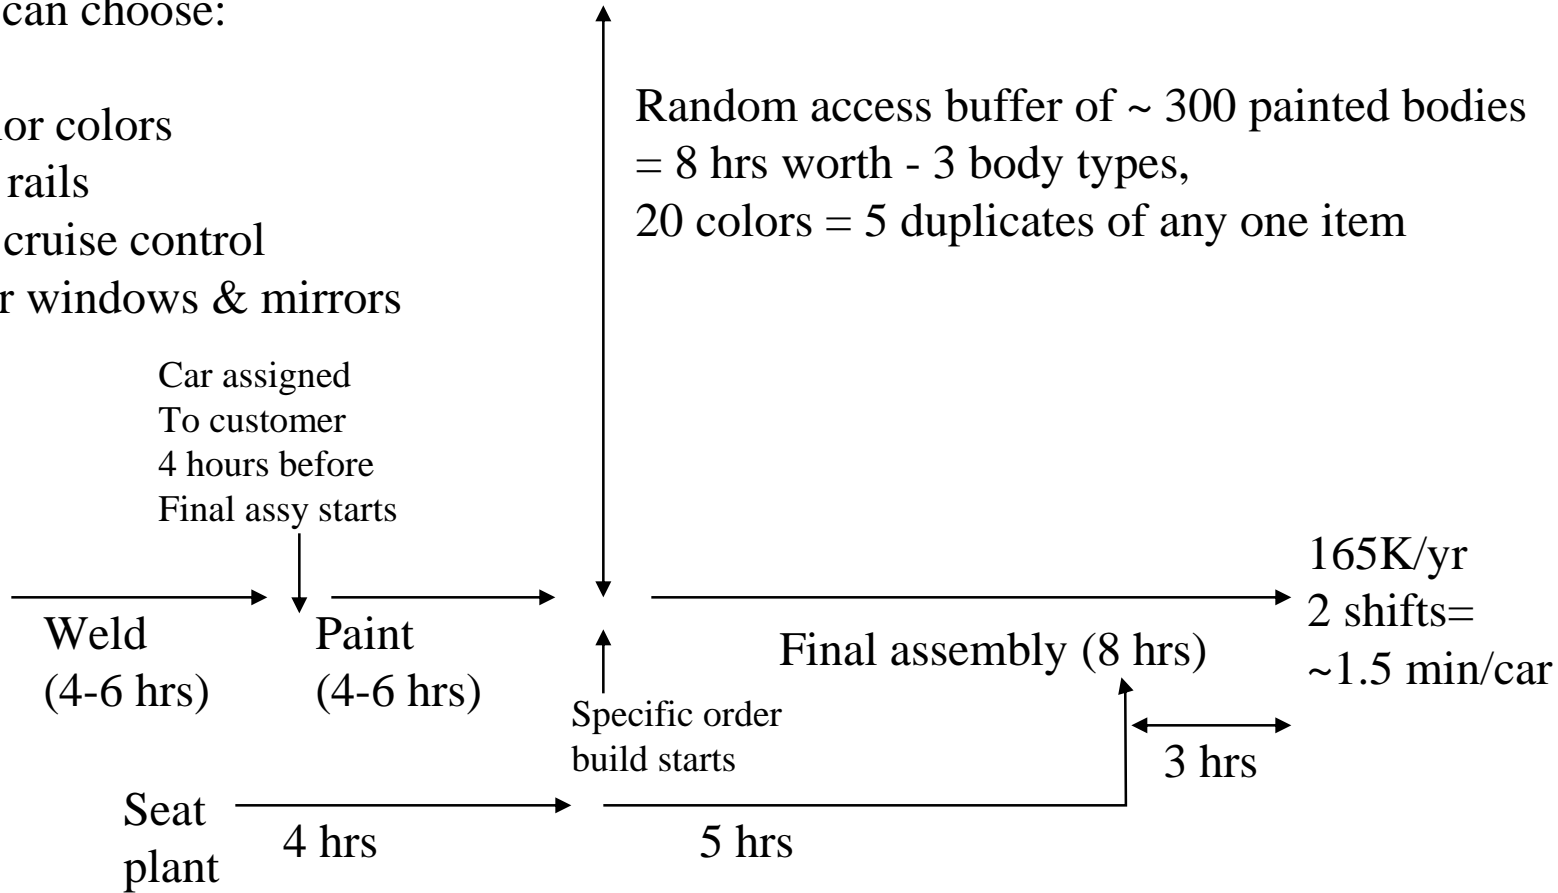 can choose:
lor colors
rails
cruise control
r windows & mirrors
Random access buffer of ~ 300 painted bodies
= 8 hrs worth - 3 body types,
20 colors = 5 duplicates of any one item
Car assigned
To customer
4 hours before
Final assy starts
Weld
(4-6 hrs)
Paint
(4-6 hrs)
Specific order
build starts
Final assembly (8 hrs)
165K/yr
2 shifts=
~1.5 min/car
3 hrs
Seat
plant
4 hrs
5 hrs